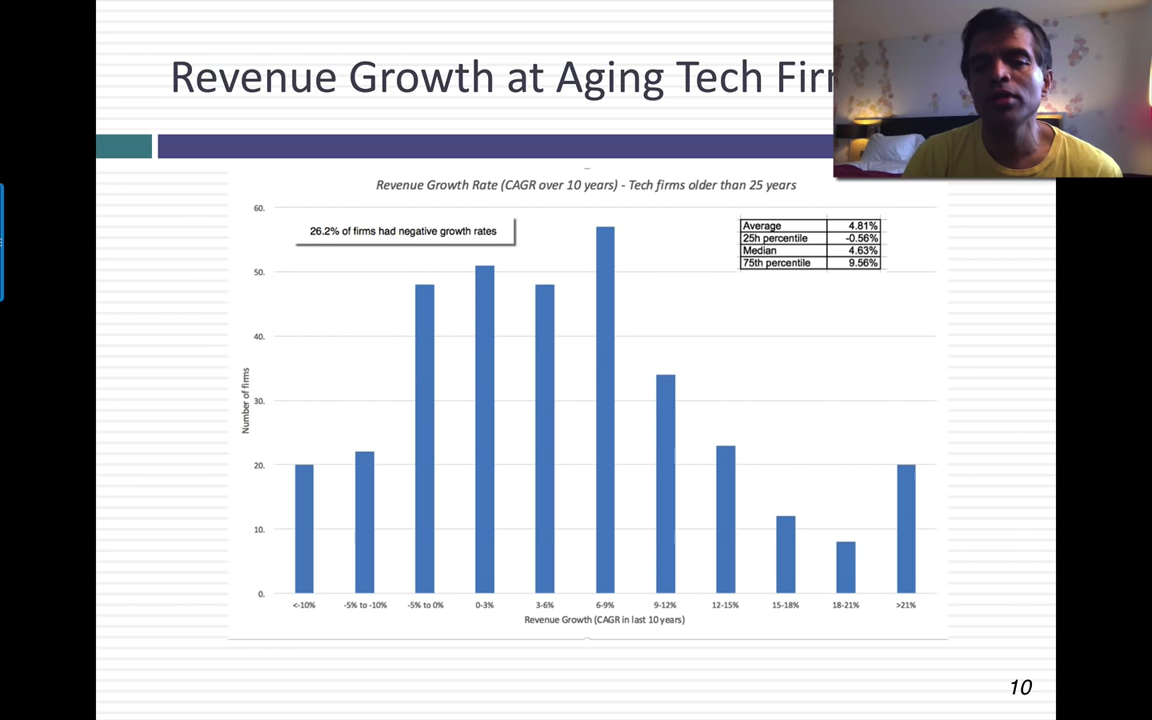 Revenue Growth at Aging Tech
Revenue Growth Rate (CAGR over 10 years) - Tech firms older than 25 years
26.2% of firms had negative growth rates
Average 4.81%
25h percentile -0.56%
Median 4.63%
75th percentile 9.56%
60.
50.
40.
30.
20.
10.
0.
Number of firms
<-10% -5% to -10% -5% to 0% 0-3% 3-6% 6-9% 9-12% 12-15% 15-18% 18-21% >21%
Revenue Growth (CAGR in last 10 years)
10